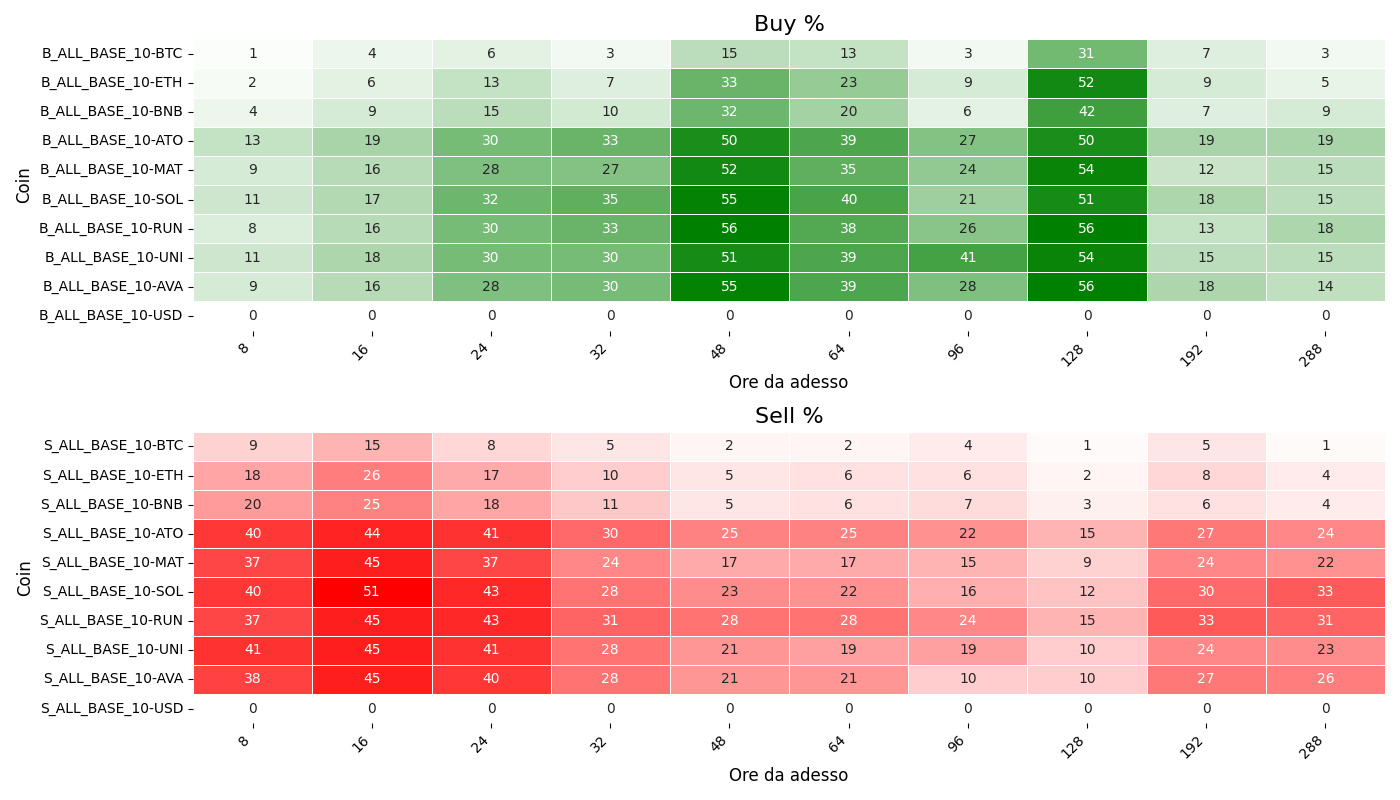 Buy %
Coin
B_ALL_BASE_10-BTC 1 4 6 3 15 13 3 31 7 3
B_ALL_BASE_10-ETH 2 6 13 7 33 23 9 52 9 5
B_ALL_BASE_10-BNB 4 9 15 10 32 20 6 42 7 9
B_ALL_BASE_10-ATO 13 19 30 33 50 39 27 50 19 19
B_ALL_BASE_10-MAT 9 16 28 27 52 35 24 54 12 15
B_ALL_BASE_10-SOL 11 17 32 35 55 40 21 51 18 15
B_ALL_BASE_10-RUN 8 16 30 33 56 38 26 56 13 18
B_ALL_BASE_10-UNI 11 18 30 30 51 39 41 54 15 15
B_ALL_BASE_10-AVA 9 16 28 30 55 39 28 56 18 14
B_ALL_BASE_10-USD 0 0 0 0 0 0 0 0 0 0
8 16 24 32 48 64 96 128 192 288
Ore da adesso
Sell %
Coin
S_ALL_BASE_10-BTC 9 15 8 5 2 2 4 1 5 1
S_ALL_BASE_10-ETH 18 26 17 10 5 6 6 2 8 4
S_ALL_BASE_10-BNB 20 25 18 11 5 6 7 3 6 4
S_ALL_BASE_10-ATO 40 44 41 30 25 25 22 15 27 24
S_ALL_BASE_10-MAT 37 45 37 24 17 17 15 9 24 22
S_ALL_BASE_10-SOL 40 51 43 28 23 22 16 12 30 33
S_ALL_BASE_10-RUN 37 45 43 31 28 28 24 15 33 31
S_ALL_BASE_10-UNI 41 45 41 28 21 19 19 10 24 23
S_ALL_BASE_10-AVA 38 45 40 28 21 21 10 10 27 26
S_ALL_BASE_10-USD 0 0 0 0 0 0 0 0 0 0
8 16 24 32 48 64 96 128 192 288
Ore da adesso